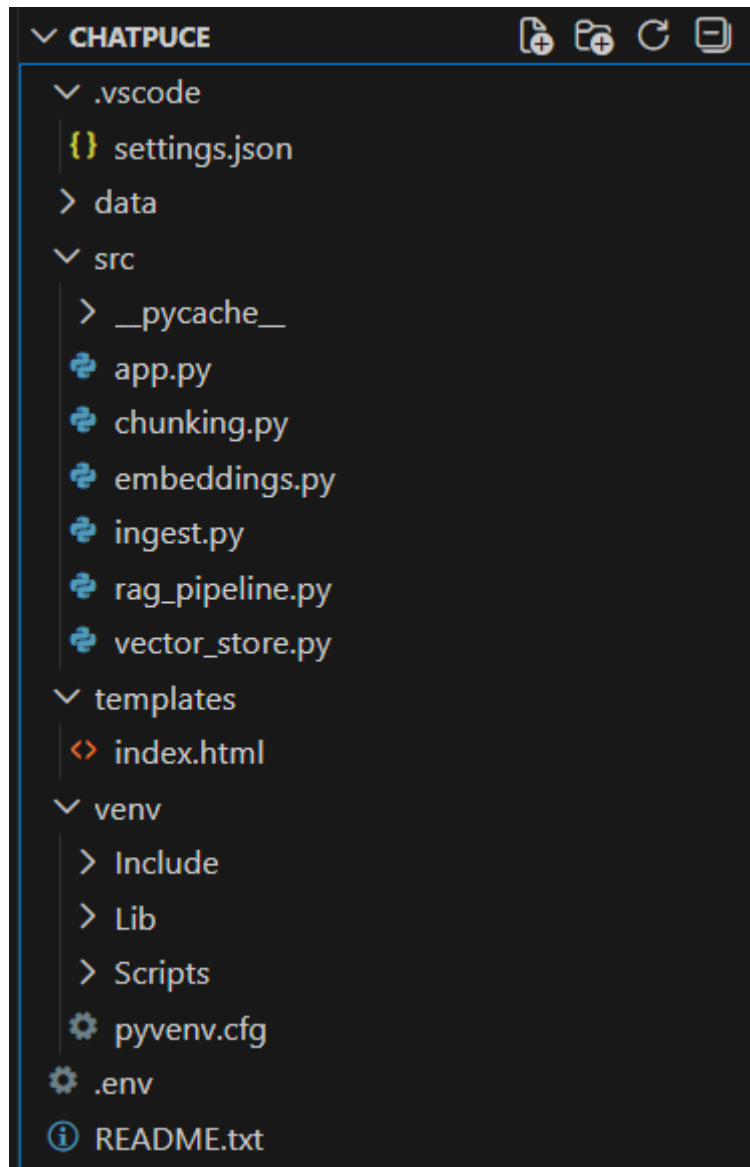 CHATPUCE
.vscode
{} settings.json
data
src
__pycache__
app.py
chunking.py
embeddings.py
ingest.py
rag_pipeline.py
vector_store.py
templates
<> index.html
venv
Include
Lib
Scripts
pyvenv.cfg
.env
README.txt